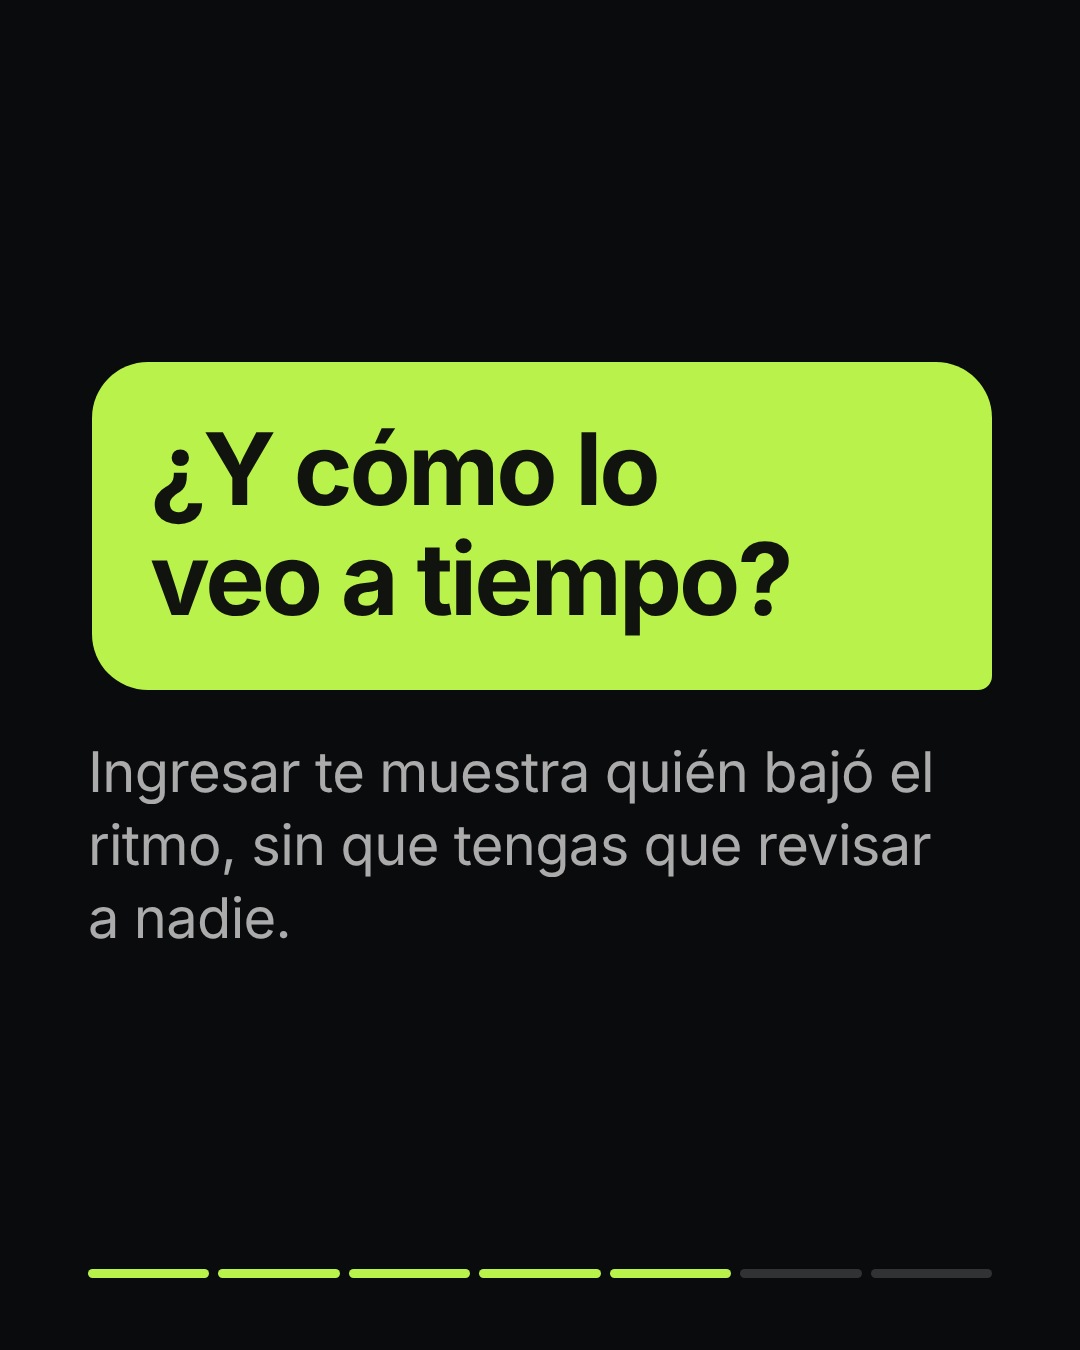 ¿Y cómo lo
veo a tiempo?
Ingresar te muestra quién bajó el
ritmo, sin que tengas que revisar
a nadie.